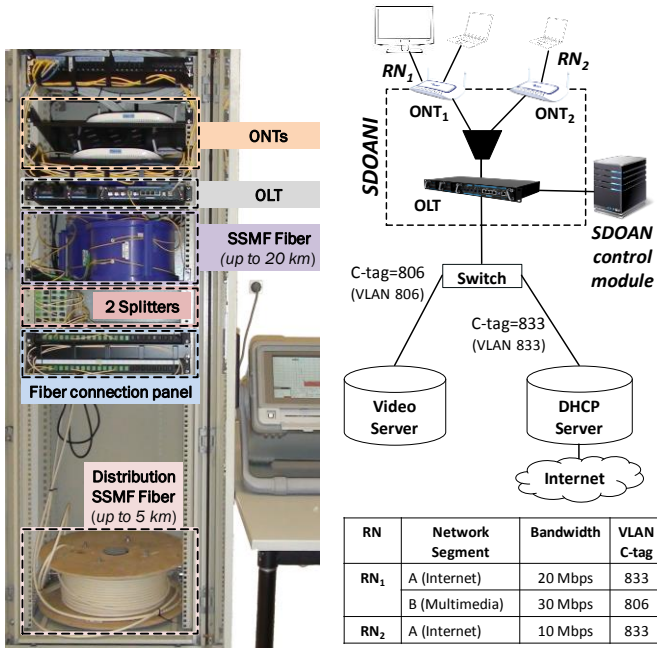 ONTs
OLT
SSMF Fiber
(up to 20 km)
2 Splitters
Fiber connection panel
Distribution
SSMF Fiber
(up to 5 km)
RN1
RN2
ONT1
ONT2
SDOANI
OLT
SDOAN
control
module
Switch
C-tag=806
(VLAN 806)
C-tag=833
(VLAN 833)
Video
Server
DHCP
Server
Internet
RN Network Segment Bandwidth VLAN C-tag
RN1 A (Internet) 20 Mbps 833
B (Multimedia) 30 Mbps 806
RN2 A (Internet) 10 Mbps 833